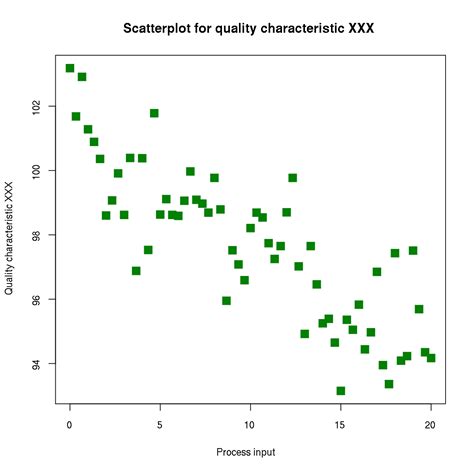 Scatterplot for quality characteristic XXX
Quality characteristic XXX
102
100
98
96
94
0 5 10 15 20
Process input